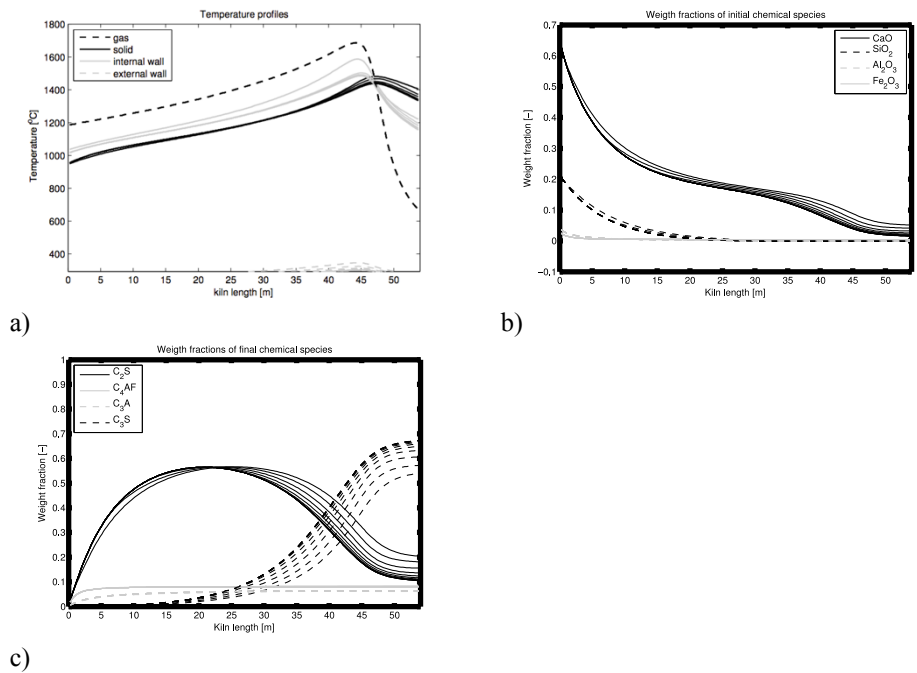 Temperature profiles
1800
1600
1400
1200
1000
800
600
400
gas
solid
internal wall
external wall
Temperature [⁰C]
0 5 10 15 20 25 30 35 40 45 50
kiln length [m]
a)
Weigth fractions of initial chemical species
0.7
0.6
0.5
0.4
0.3
0.2
0.1
0
-0.1
CaO
SiO₂
Al₂O₃
Fe₂O₃
Weight fraction [–]
0 5 10 15 20 25 30 35 40 45 50
Kiln length [m]
b)
Weigth fractions of final chemical species
1
0.9
0.8
0.7
0.6
0.5
0.4
0.3
0.2
0.1
0
C₂S
C₄AF
C₃A
C₃S
Weight fraction [–]
0 5 10 15 20 25 30 35 40 45 50
Kiln length [m]
c)